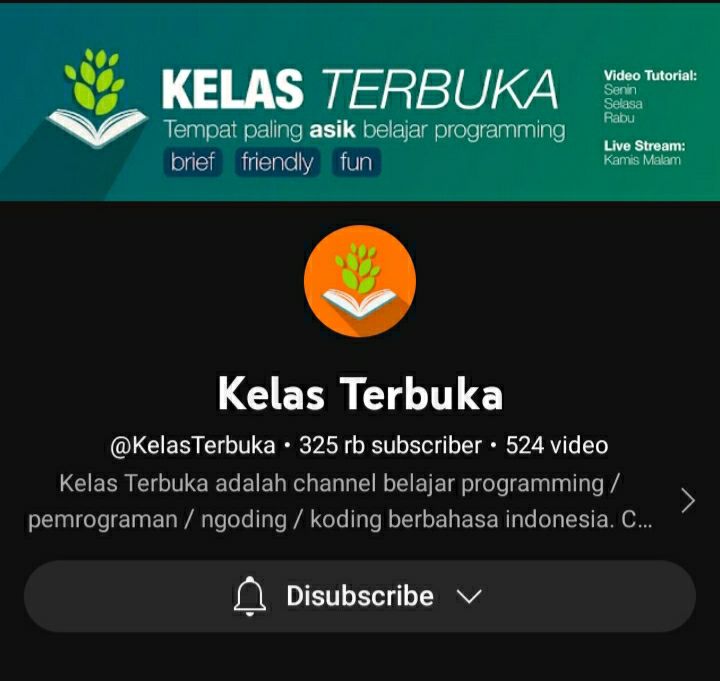 KELAS TERBUKA
Tempat paling asik belajar programming
brief friendly fun
Video Tutorial:
Senin
Selasa
Rabu
Live Stream:
Kamis Malam
Kelas Terbuka
@KelasTerbuka • 325 rb subscriber • 524 video
Kelas Terbuka adalah channel belajar programming /
pemrograman / ngoding / koding berbahasa indonesia. C...
Disubscribe